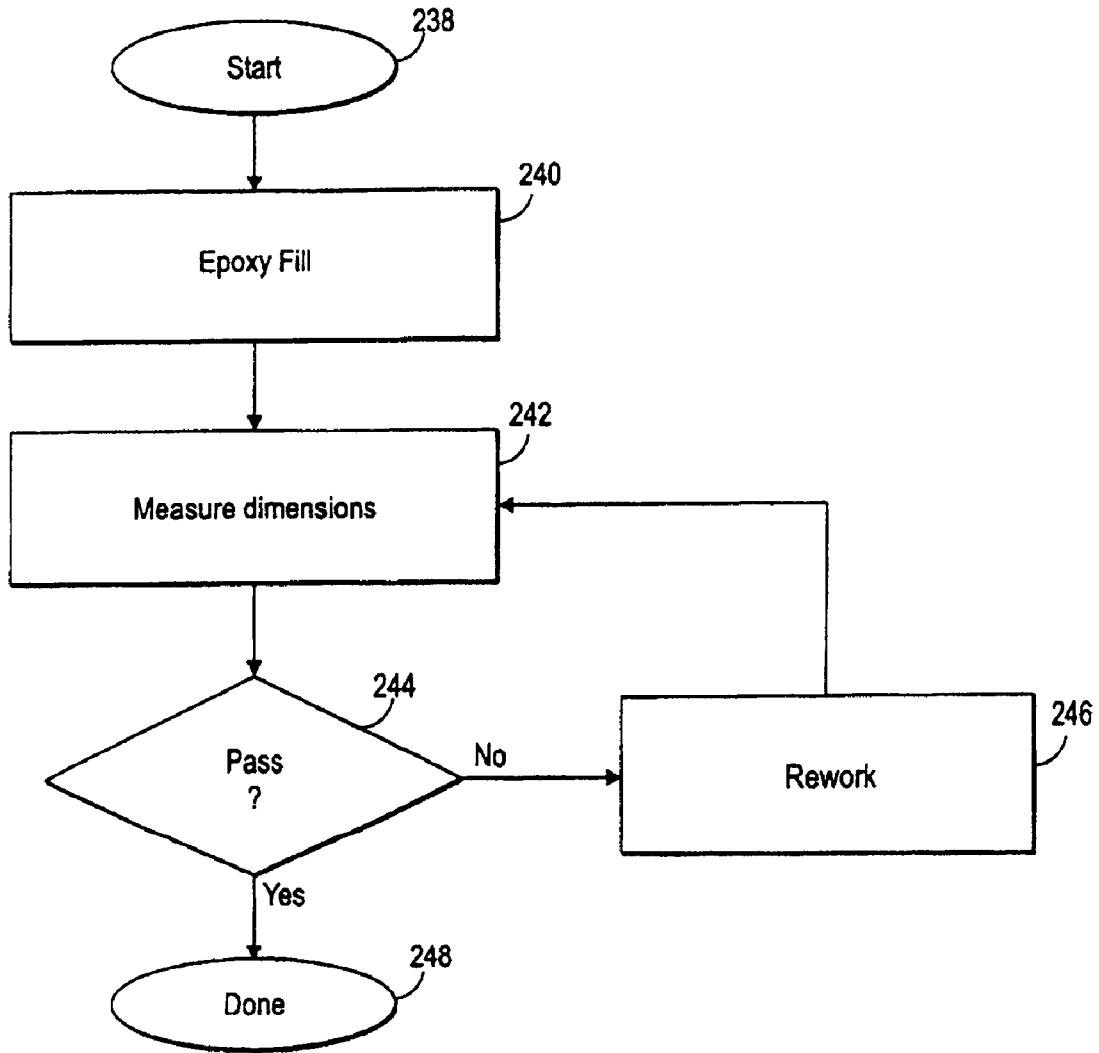 238
Start
240
Epoxy Fill
242
Measure dimensions
244
Pass
?
No
246
Rework
Yes
248
Done